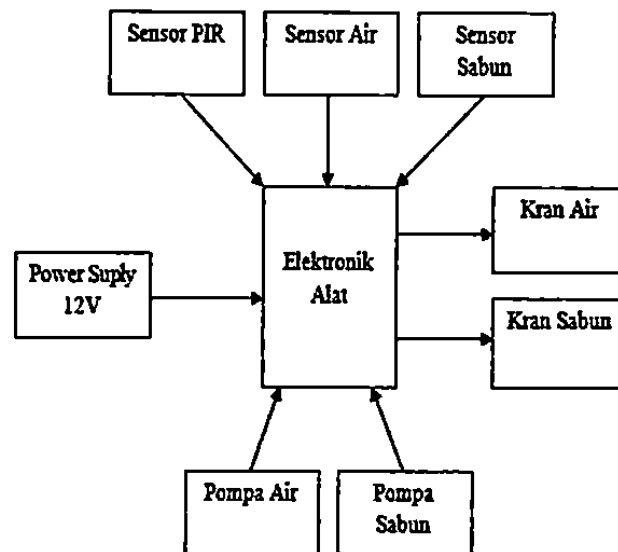 Sensor PIR
Sensor Air
Sensor
Sabun
Kran Air
Elektronik
Alat
Power Suply
12V
Kran Sabun
Pompa Air
Pompa
Sabun